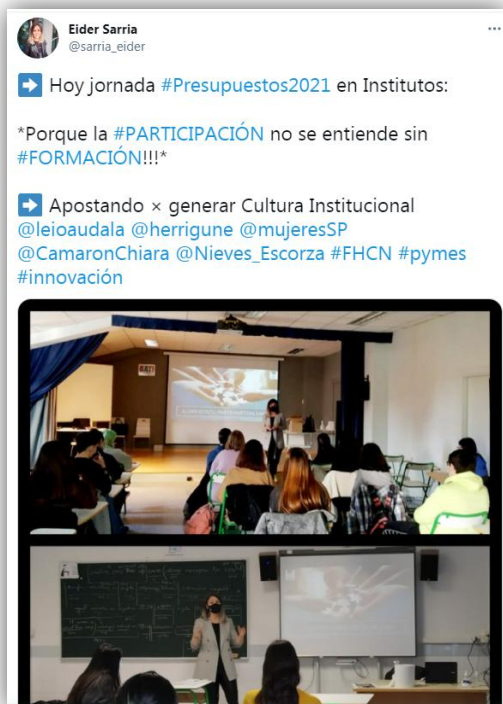 Eider Sarria
@sarria_eider
Hoy jornada #Presupuestos2021 en Institutos:
*Porque la #PARTICIPACIÓN no se entiende sin
#FORMACIÓN!!!*
Apostando × generar Cultura Institucional
@leioaudala @herrigune @mujeresSP
@CamaronChiara @Nieves_Escorza #FHCN #pymes
#innovación